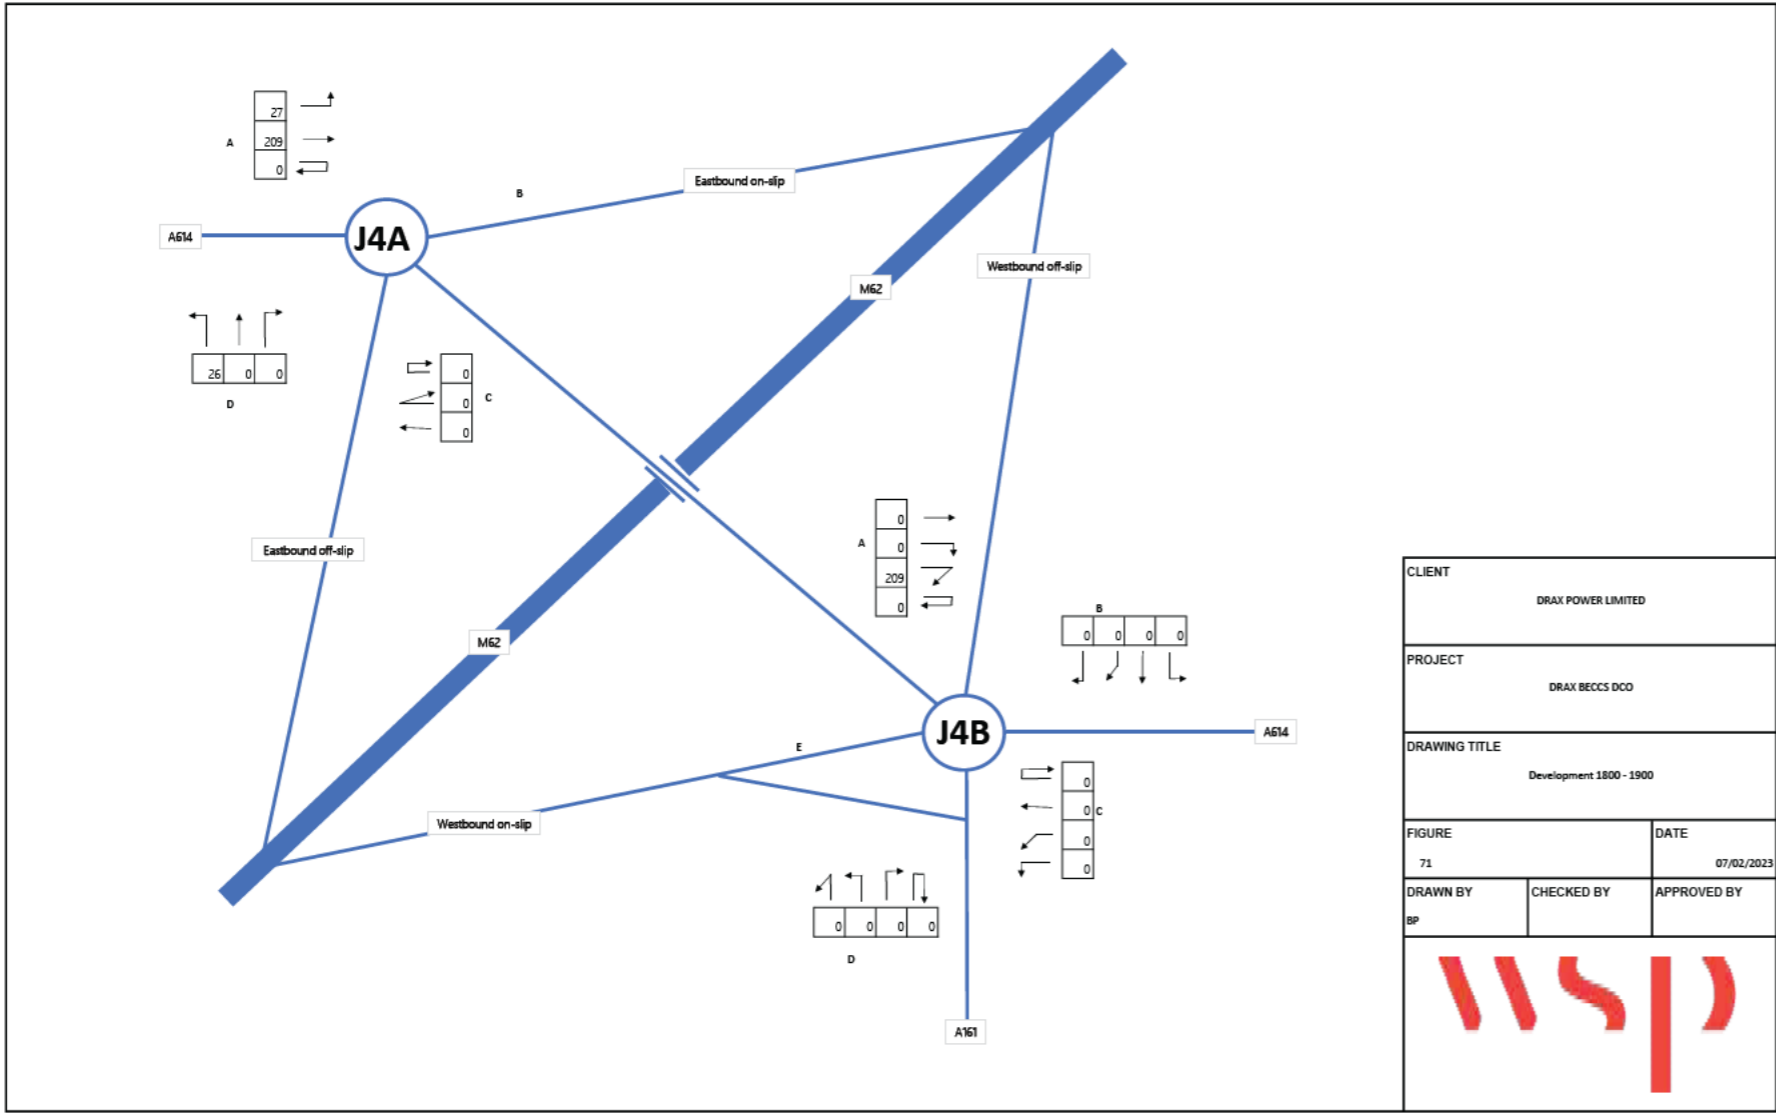 27
A
209
0
B
Eastbound on-slip
A614
J4A
Westbound off-slip
M62
26 0 0
D
0
0
0
C
0
0
209
0
A
Eastbound off-slip
B
0 0 0 0
M62
J4B
A614
E
0
0
0
0
C
Westbound on-slip
0 0 0 0
D
A161
CLIENT
DRAX POWER LIMITED
PROJECT
DRAX BECCS DCO
DRAWING TITLE
Development 1800 - 1900
FIGURE
71
DATE
07/02/2023
DRAWN BY
BP
CHECKED BY
APPROVED BY
wsp